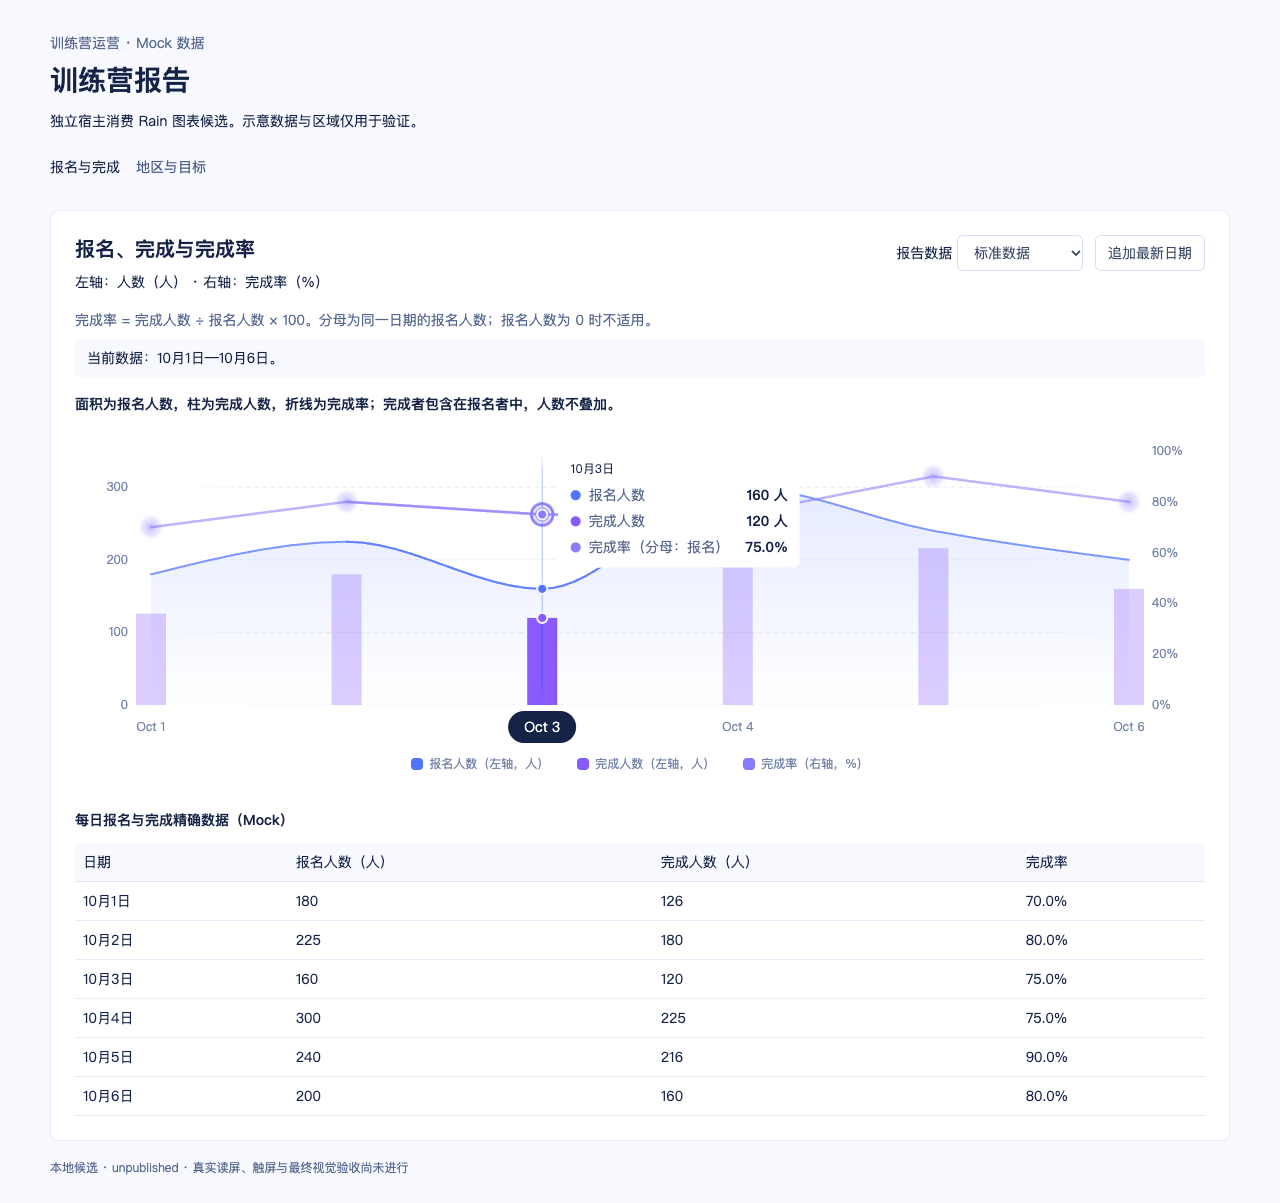 训练营运营 · Mock 数据
训练营报告
独立宿主消费 Rain 图表候选。示意数据与区域仅用于验证。
报名与完成 地区与目标
报名、完成与完成率
报告数据 标准数据 追加最新日期
左轴：人数（人） · 右轴：完成率（%）
完成率 = 完成人数 ÷ 报名人数 × 100。分母为同一日期的报名人数；报名人数为 0 时不适用。
当前数据：10月1日—10月6日。
面积为报名人数，柱为完成人数，折线为完成率；完成者包含在报名者中，人数不叠加。
300
200
100
0
10月3日
报名人数 160 人
完成人数 120 人
完成率（分母：报名） 75.0%
100%
80%
60%
40%
20%
0%
Oct 1 Oct 3 Oct 4 Oct 6
报名人数（左轴，人） 完成人数（左轴，人） 完成率（右轴，%）
每日报名与完成精确数据（Mock）
日期 报名人数（人） 完成人数（人） 完成率
10月1日 180 126 70.0%
10月2日 225 180 80.0%
10月3日 160 120 75.0%
10月4日 300 225 75.0%
10月5日 240 216 90.0%
10月6日 200 160 80.0%
本地候选 · unpublished · 真实读屏、触屏与最终视觉验收尚未进行